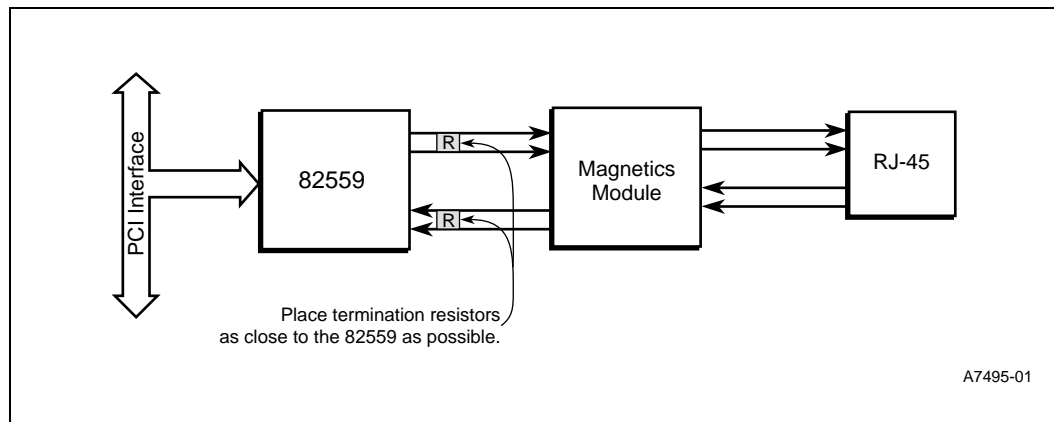 PCI Interface
82559
R
R
Magnetics
Module
RJ-45
Place termination resistors
as close to the 82559 as possible.
A7495-01